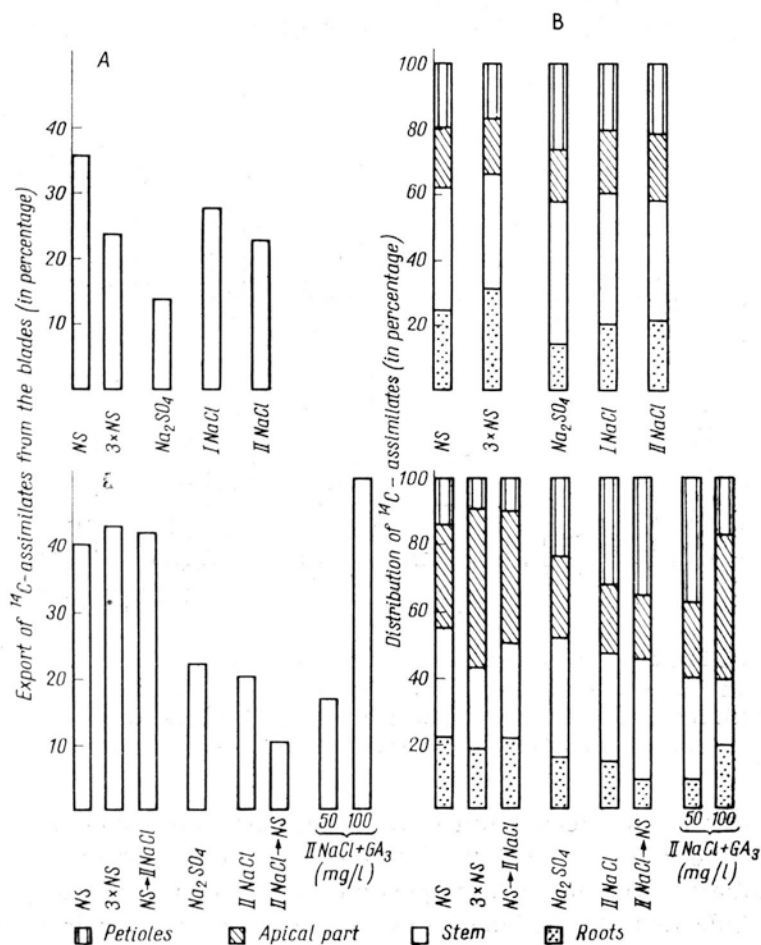 A
B
Export of ¹⁴C-assimilates from the blades (in percentage)
40
30
20
10
NS
3×NS
Na₂SO₄
I NaCl
II NaCl
Distribution of ¹⁴C-assimilates (in percentage)
100
80
60
40
20
NS
3×NS
Na₂SO₄
I NaCl
II NaCl
40
30
20
10
NS
3×NS
NS→II NaCl
Na₂SO₄
II NaCl
II NaCl→NS
50 100
II NaCl+GA₃
(mg/l)
100
80
60
40
20
NS
3×NS
NS→II NaCl
Na₂SO₄
II NaCl
II NaCl→NS
50 100
II NaCl+GA₃
(mg/l)
Petioles Apical part Stem Roots